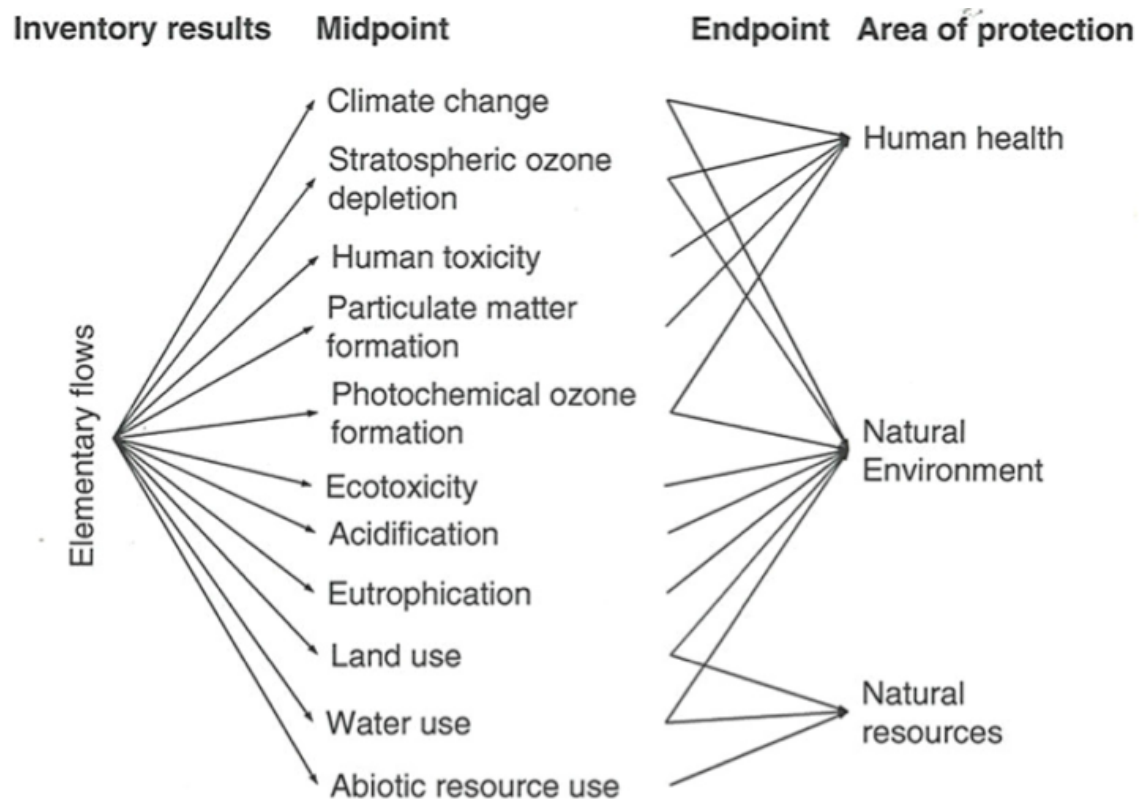 Inventory results
Midpoint
Endpoint
Area of protection
Elementary flows
Climate change
Stratospheric ozone
depletion
Human toxicity
Particulate matter
formation
Photochemical ozone
formation
Ecotoxicity
Acidification
Eutrophication
Land use
Water use
Abiotic resource use
Human health
Natural
Environment
Natural
resources